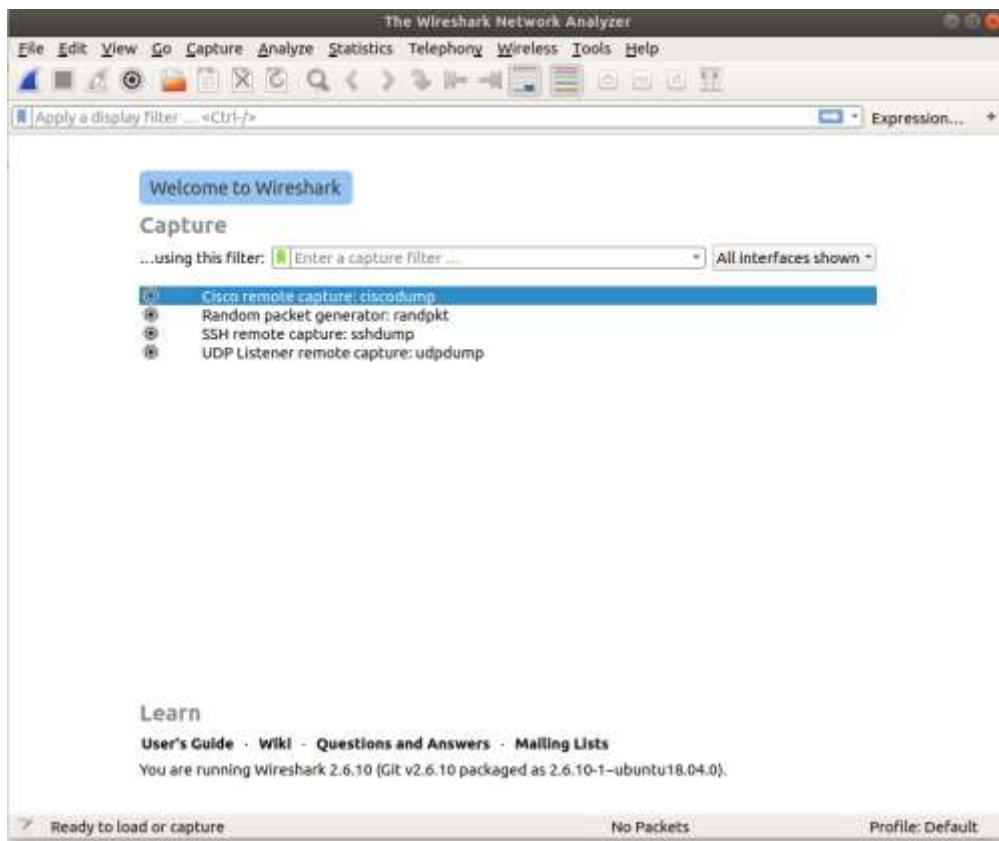 The Wireshark Network Analyzer
File Edit View Go Capture Analyze Statistics Telephony Wireless Tools Help
Apply a display filter ... <Ctrl-/> Expression... +
Welcome to Wireshark
Capture
...using this filter: Enter a capture filter ... All interfaces shown
Cisco remote capture: ciscodump
Random packet generator: randpkt
SSH remote capture: sshdump
UDP Listener remote capture: udpdump
Learn
User's Guide · Wiki · Questions and Answers · Mailing Lists
You are running Wireshark 2.6.10 (Git v2.6.10 packaged as 2.6.10-1~ubuntu18.04.0).
Ready to load or capture No Packets Profile: Default